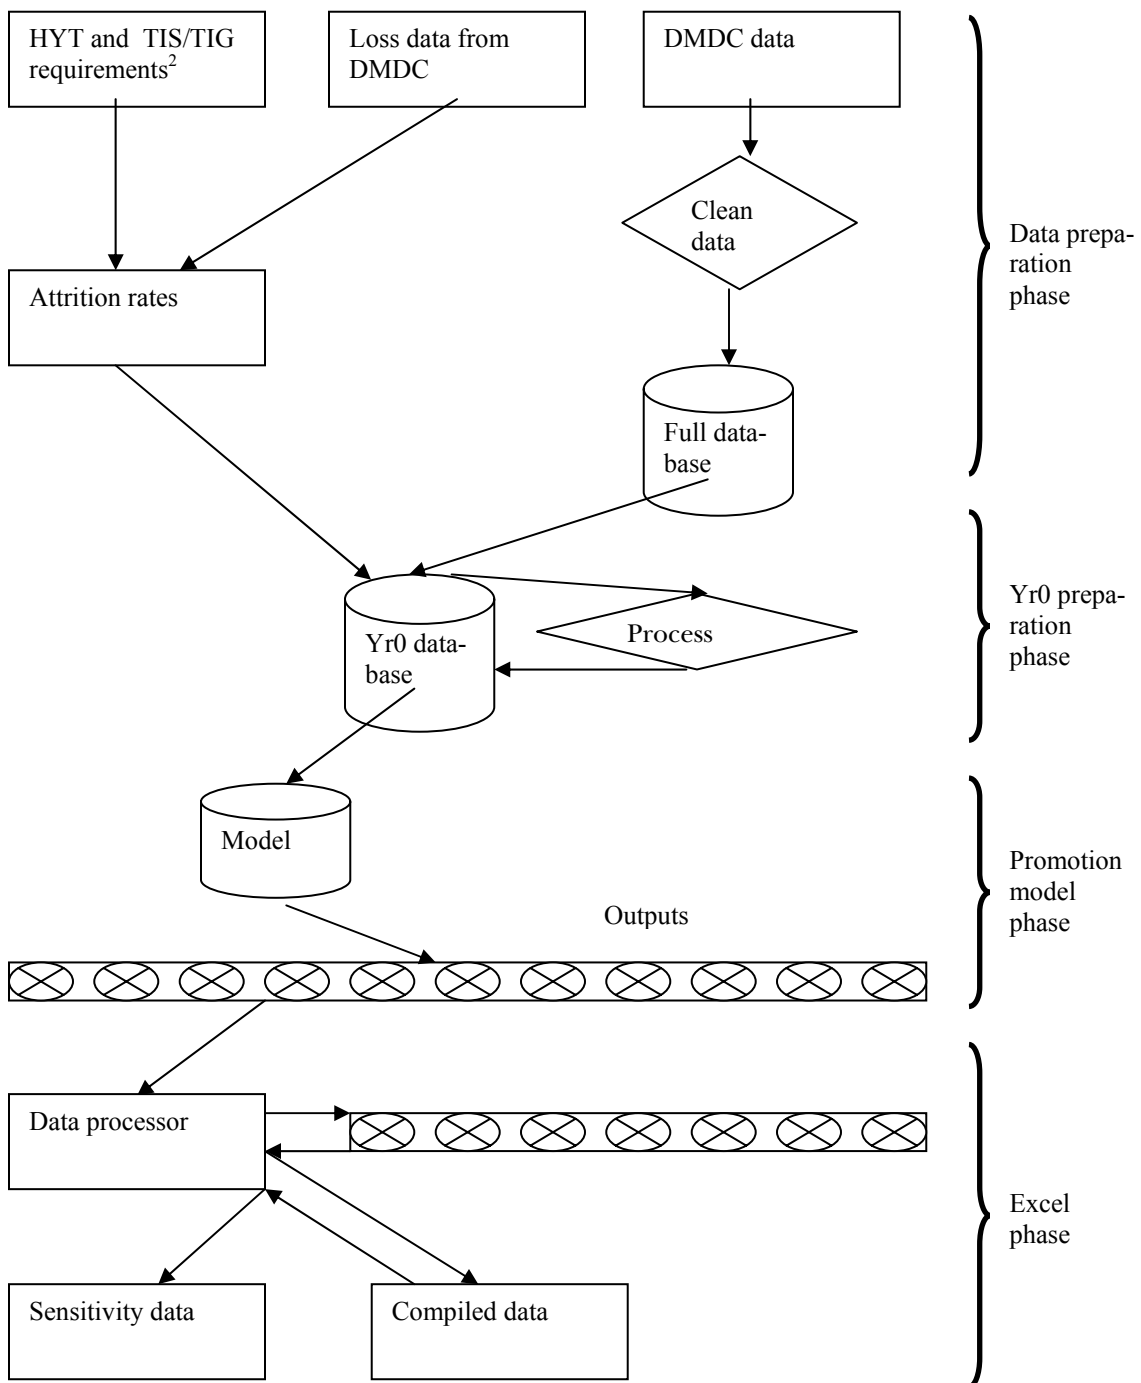 HYT and TIS/TIG
requirements2
Loss data from
DMDC
DMDC data
Clean
data
Data prepa-
ration
phase
Attrition rates
Full data-
base
Yr0 data-
base
Process
Yr0 prepa-
ration
phase
Model
Outputs
Promotion
model
phase
Data processor
Excel
phase
Sensitivity data
Compiled data